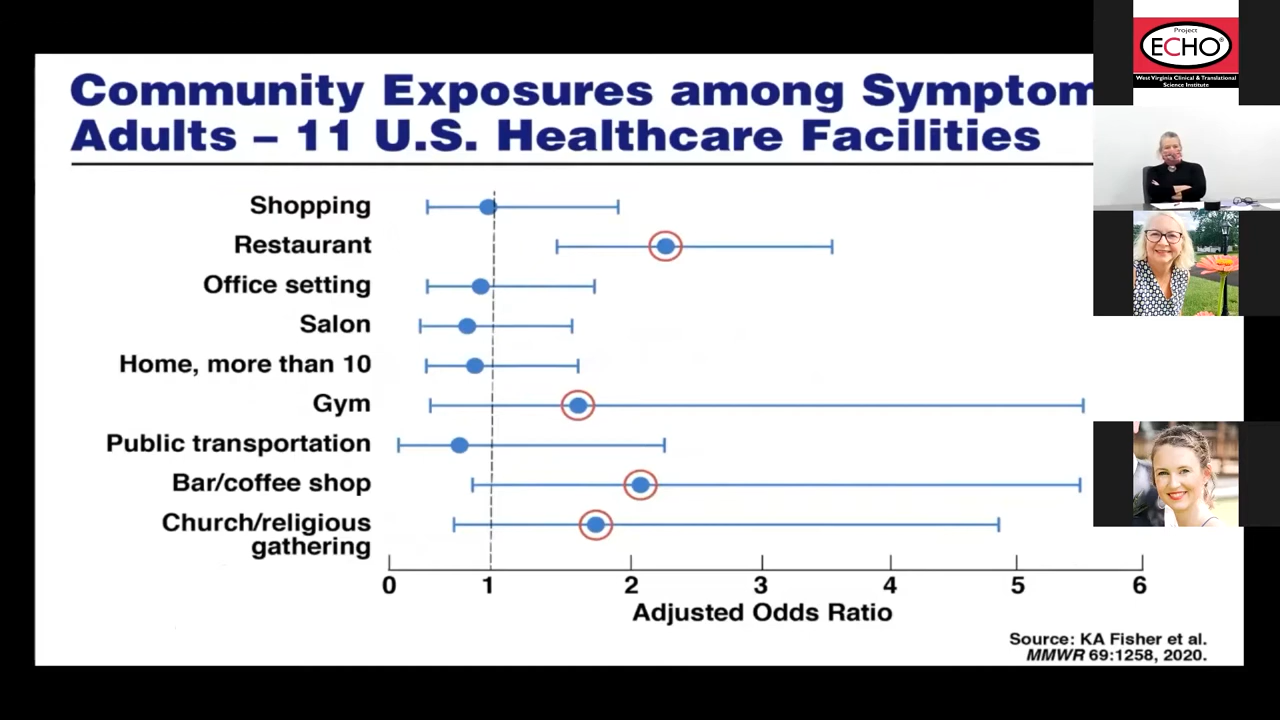 Community Exposures among Symptom
Adults – 11 U.S. Healthcare Facilities
Shopping
Restaurant
Office setting
Salon
Home, more than 10
Gym
Public transportation
Bar/coffee shop
Church/religious
gathering
0 1 2 3 4 5 6
Adjusted Odds Ratio
Source: KA Fisher et al.
MMWR 69:1258, 2020.
Project
ECHO®
West Virginia Clinical & Translational
Science Institute